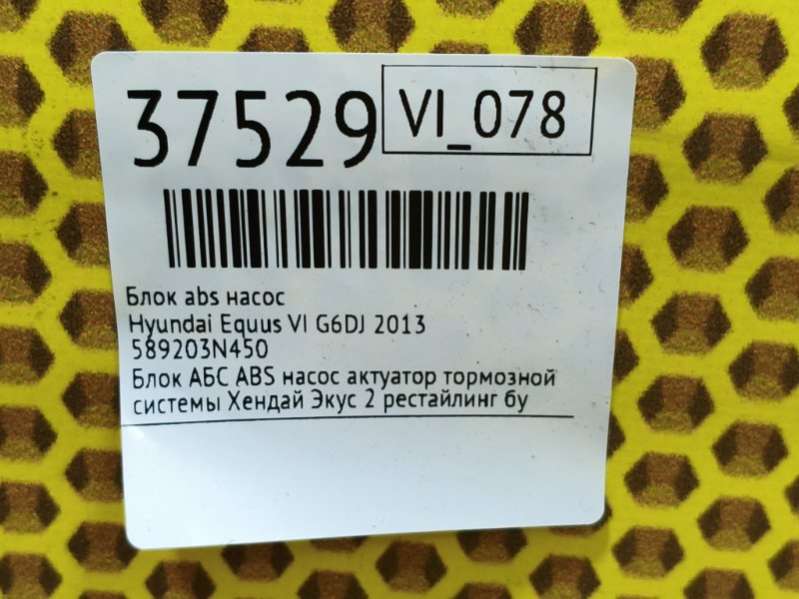 37529
VI_078
Блок abs насос
Hyundai Equus VI G6DJ 2013
589203N450
Блок АБС ABS насос актуатор тормозной
системы Хендай Экус 2 рестайлинг бу